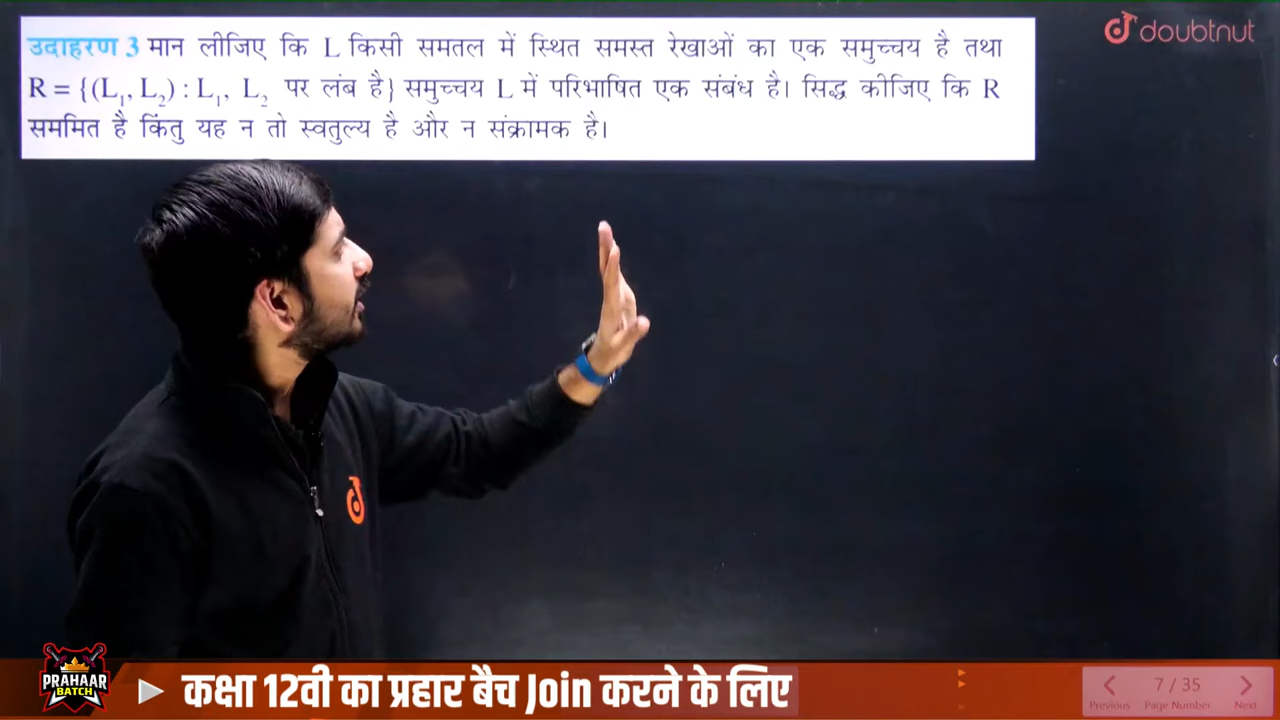 उदाहरण 3 मान लीजिए कि L किसी समतल में स्थित समस्त रेखाओं का एक समुच्चय है तथा
R = {(L₁, L₂) : L₁, L₂ पर लंब है} समुच्चय L में परिभाषित एक संबंध है। सिद्ध कीजिए कि R
सममित है किंतु यह न तो स्वतुल्य है और न संक्रामक है।
doubtnut
PRAHAAR
BATCH
कक्षा 12वी का प्रहार बैच Join करने के लिए
7 / 35
Previous Page Number Next